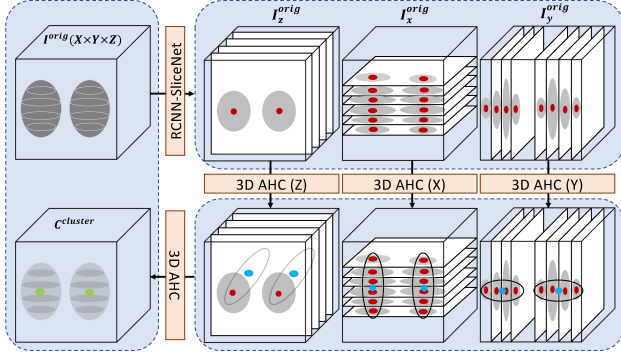 I_z^orig
I_x^orig
I_y^orig
I^orig(X×Y×Z)
RCNN-SliceNet
3D AHC (Z)
3D AHC (X)
3D AHC (Y)
C^cluster
3D AHC